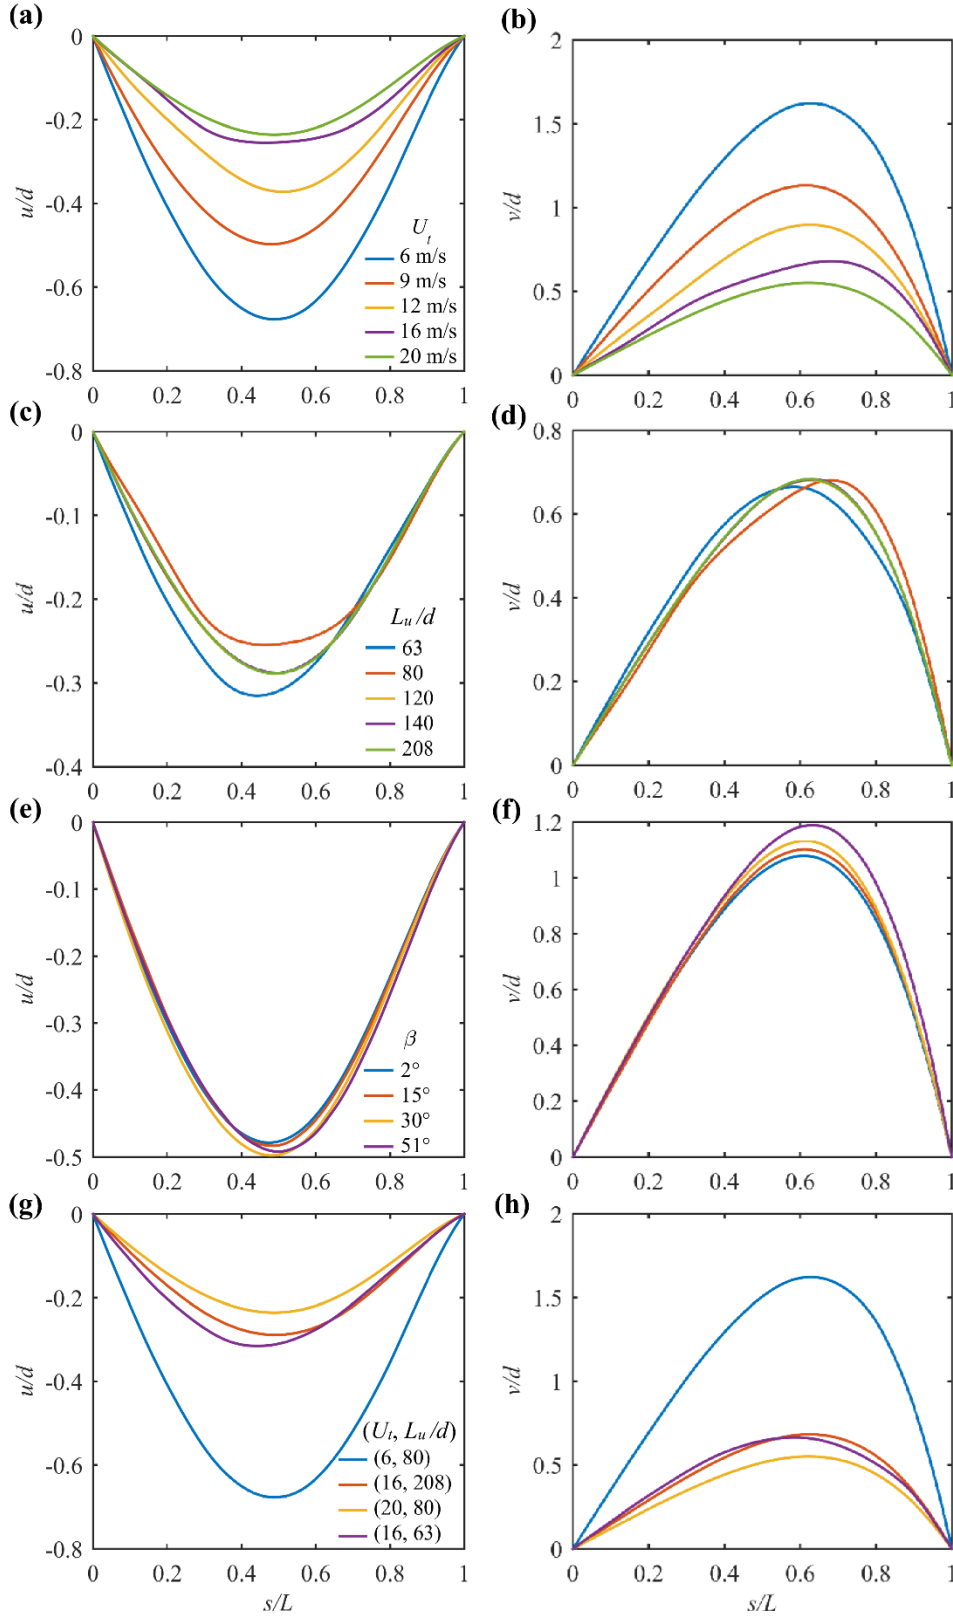 (a)
0
-0.2
-0.4
-0.6
-0.8
u/d
0 0.2 0.4 0.6 0.8 1
U_t
6 m/s
9 m/s
12 m/s
16 m/s
20 m/s
(b)
2
1.5
1
0.5
0
v/d
0 0.2 0.4 0.6 0.8 1
(c)
0
-0.1
-0.2
-0.3
-0.4
u/d
0 0.2 0.4 0.6 0.8 1
L_u/d
63
80
120
140
208
(d)
0.8
0.6
0.4
0.2
0
v/d
0 0.2 0.4 0.6 0.8 1
(e)
0
-0.1
-0.2
-0.3
-0.4
-0.5
u/d
0 0.2 0.4 0.6 0.8 1
β
2°
15°
30°
51°
(f)
1.2
1
0.8
0.6
0.4
0.2
0
v/d
0 0.2 0.4 0.6 0.8 1
(g)
0
-0.2
-0.4
-0.6
-0.8
u/d
0 0.2 0.4 0.6 0.8 1
s/L
(U_t, L_u/d)
(6, 80)
(16, 208)
(20, 80)
(16, 63)
(h)
2
1.5
1
0.5
0
v/d
0 0.2 0.4 0.6 0.8 1
s/L